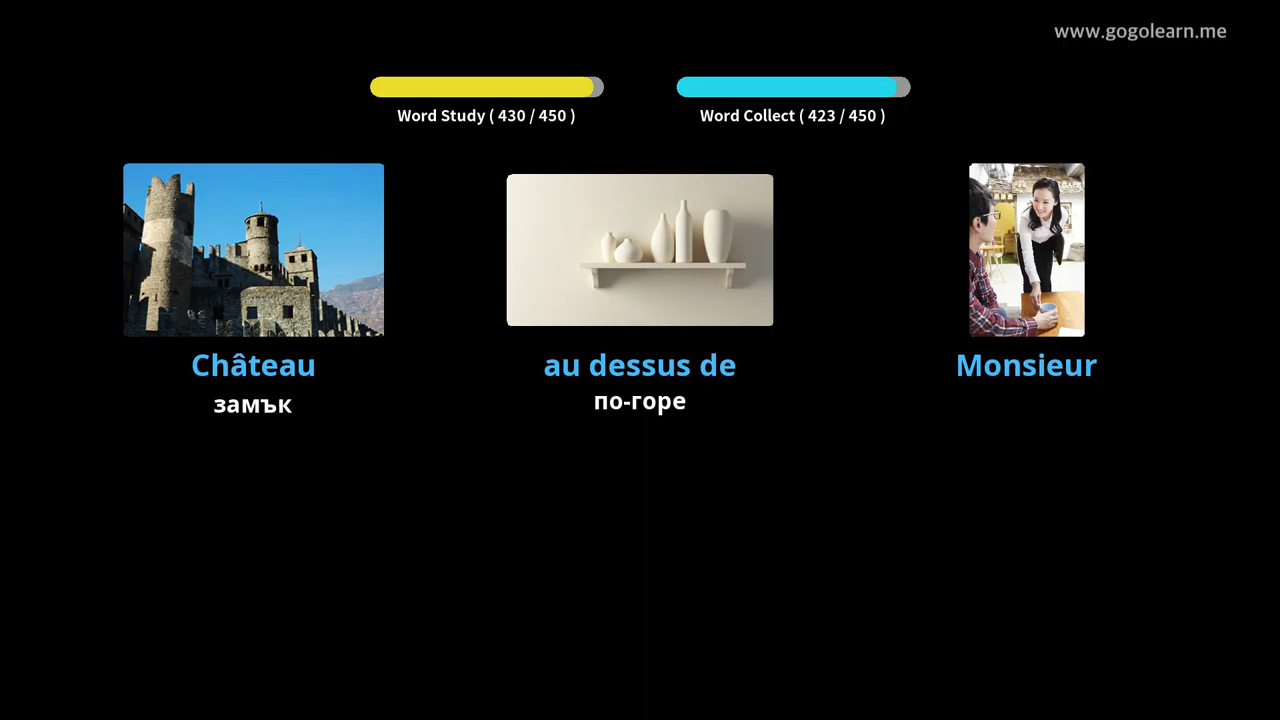 www.gogolearn.me
Word Study ( 430 / 450 )
Word Collect ( 423 / 450 )
Château
au dessus de
Monsieur
замък
по-горе